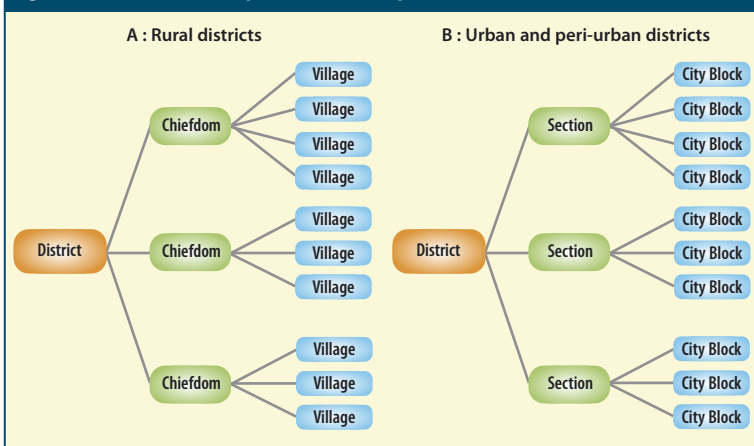 A : Rural districts
B : Urban and peri-urban districts
District
Chiefdom
Village
Village
Village
Village
Chiefdom
Village
Village
Village
Chiefdom
Village
Village
Village
District
Section
City Block
City Block
City Block
City Block
Section
City Block
City Block
City Block
Section
City Block
City Block
City Block